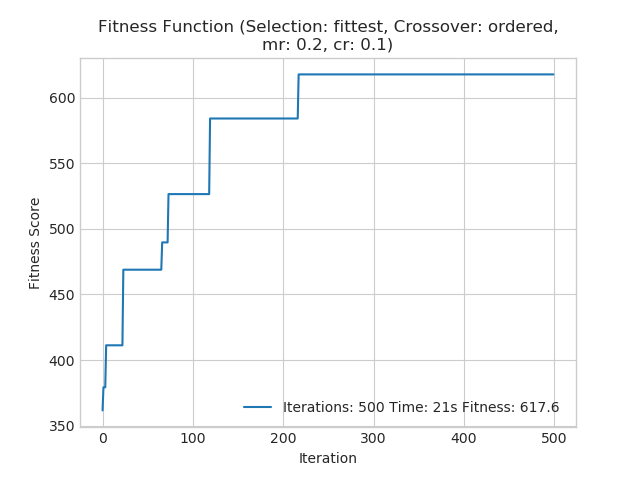 Fitness Function (Selection: fittest, Crossover: ordered,
mr: 0.2, cr: 0.1)
Fitness Score
600
550
500
450
400
350
Iterations: 500 Time: 21s Fitness: 617.6
0 100 200 300 400 500
Iteration